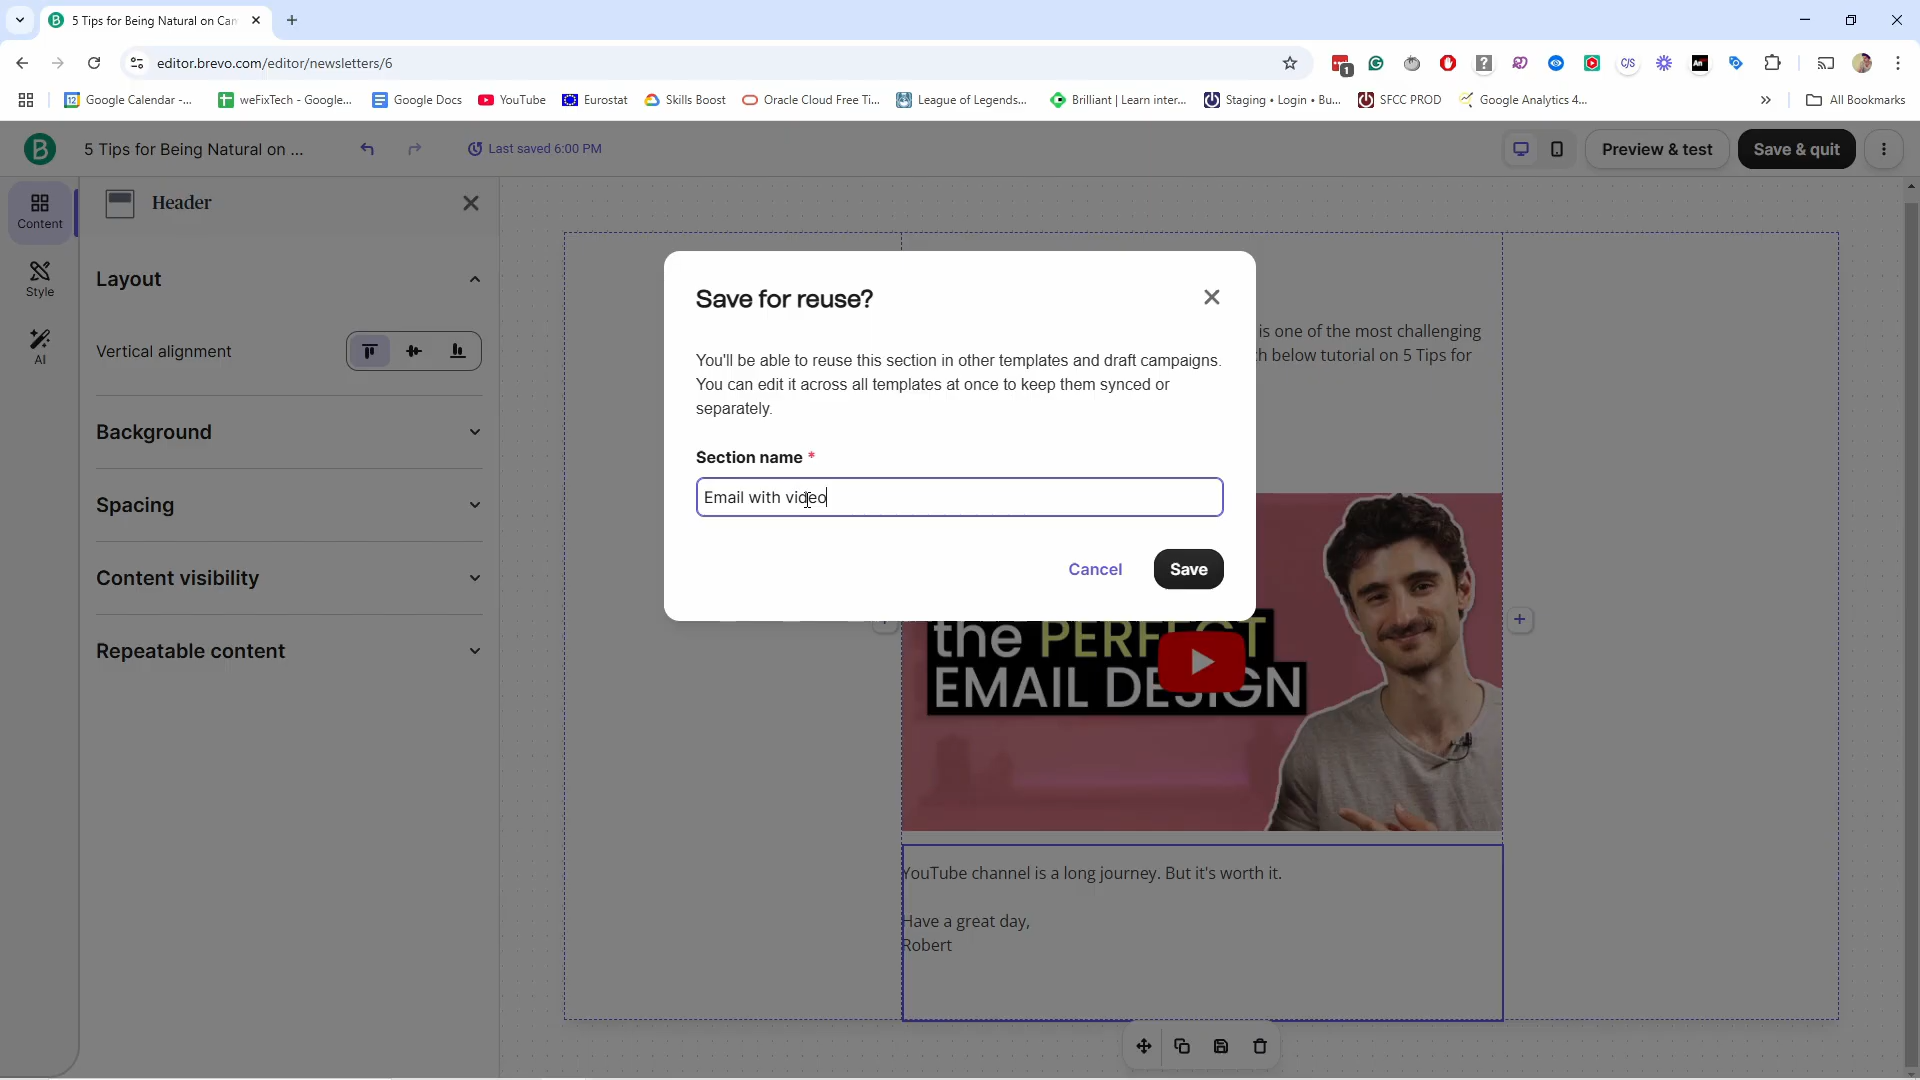 5 Tips for Being Natural on Can
editor.brevo.com/editor/newsletters/6
1
C/S
An
Google Calendar -...
weFixTech - Google...
Google Docs
YouTube
Eurostat
Skills Boost
Oracle Cloud Free Ti...
League of Legends...
Brilliant | Learn inter...
Staging • Login • Bu...
SFCC PROD
Google Analytics 4...
All Bookmarks
B
5 Tips for Being Natural on ...
Last saved 6:00 PM
Preview & test
Save & quit
Content
Style
AI
Header
Layout
Vertical alignment
Background
Spacing
Content visibility
Repeatable content
is one of the most challenging
h below tutorial on 5 Tips for
Save for reuse?
You'll be able to reuse this section in other templates and draft campaigns.
You can edit it across all templates at once to keep them synced or
separately.
Section name *
Email with video
Cancel
Save
the PERFECT
EMAIL DESIGN
YouTube channel is a long journey. But it's worth it.
Have a great day,
Robert